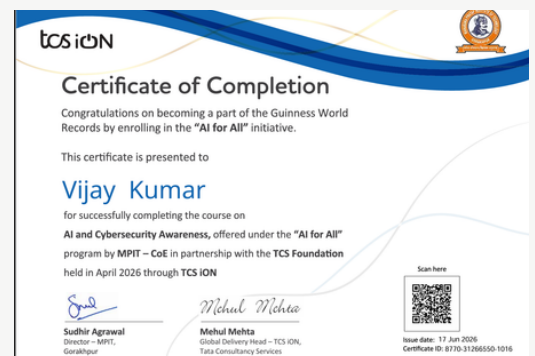 tcs iON
Certificate of Completion
Congratulations on becoming a part of the Guinness World
Records by enrolling in the “AI for All” initiative.
This certificate is presented to
Vijay Kumar
for successfully completing the course on
AI and Cybersecurity Awareness, offered under the “AI for All”
program by MPIT – CoE in partnership with the TCS Foundation
held in April 2026 through TCS iON
Scan here
Mehul Mehta
Sudhir Agrawal
Director – MPIT,
Gorakhpur
Mehul Mehta
Global Delivery Head – TCS iON,
Tata Consultancy Services
Issue date: 17 Jun 2026
Certificate ID: 8770-31266550-1016